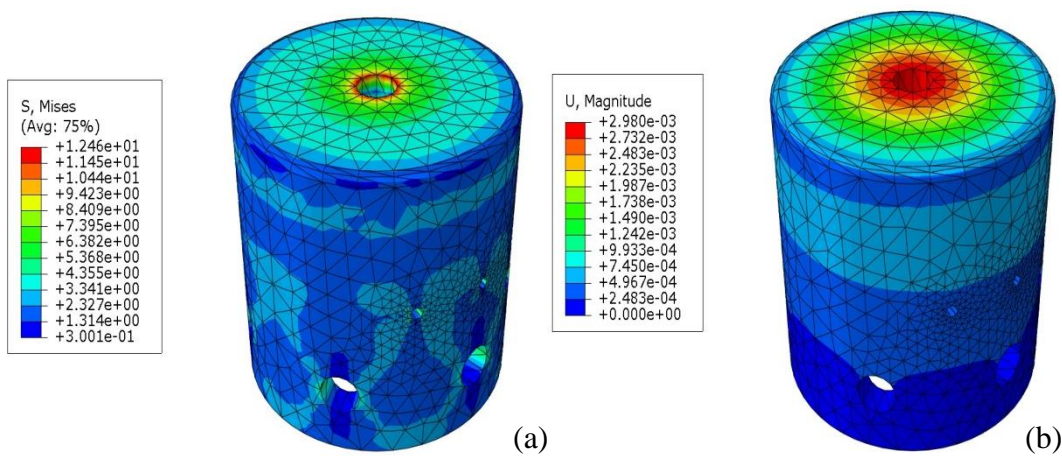 S, Mises
(Avg: 75%)
+1.246e+01
+1.145e+01
+1.044e+01
+9.423e+00
+8.409e+00
+7.395e+00
+6.382e+00
+5.368e+00
+4.355e+00
+3.341e+00
+2.327e+00
+1.314e+00
+3.001e-01
(a)
U, Magnitude
+2.980e-03
+2.732e-03
+2.483e-03
+2.235e-03
+1.987e-03
+1.738e-03
+1.490e-03
+1.242e-03
+9.933e-04
+7.450e-04
+4.967e-04
+2.483e-04
+0.000e+00
(b)